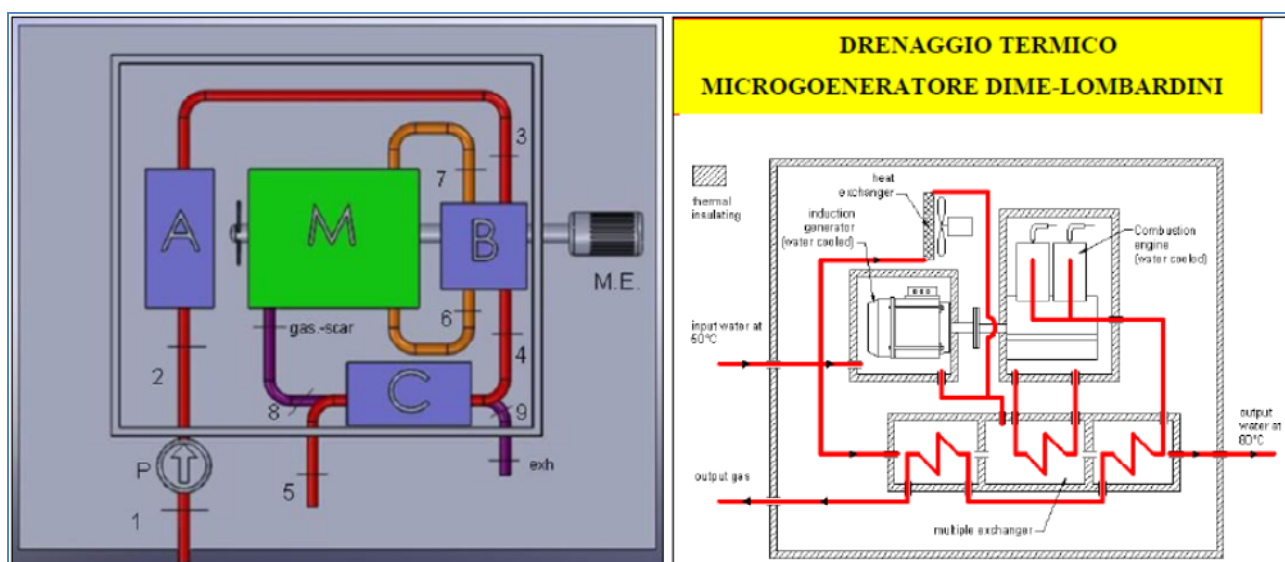 A
M
B
C
M.E.
P
1
2
3
4
5
6
7
8
9
gas.-scar
exh
DRENAGGIO TERMICO
MICROGOENERATORE DIME-LOMBARDINI
thermal
insulating
heat
exchanger
induction
generator
(water cooled)
Combustion
engine
(water cooled)
input water at
output
water at
80°C
output gas
multiple exchanger